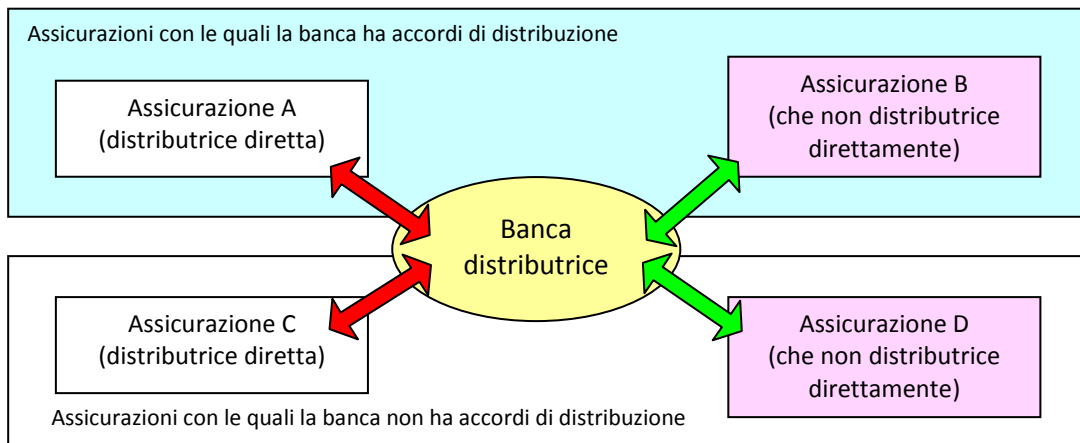 Assicurazioni con le quali la banca ha accordi di distribuzione
Assicurazione A
(distributrice diretta)
Assicurazione B
(che non distributrice
direttamente)
Banca
distributrice
Assicurazione C
(distributrice diretta)
Assicurazione D
(che non distributrice
direttamente)
Assicurazioni con le quali la banca non ha accordi di distribuzione